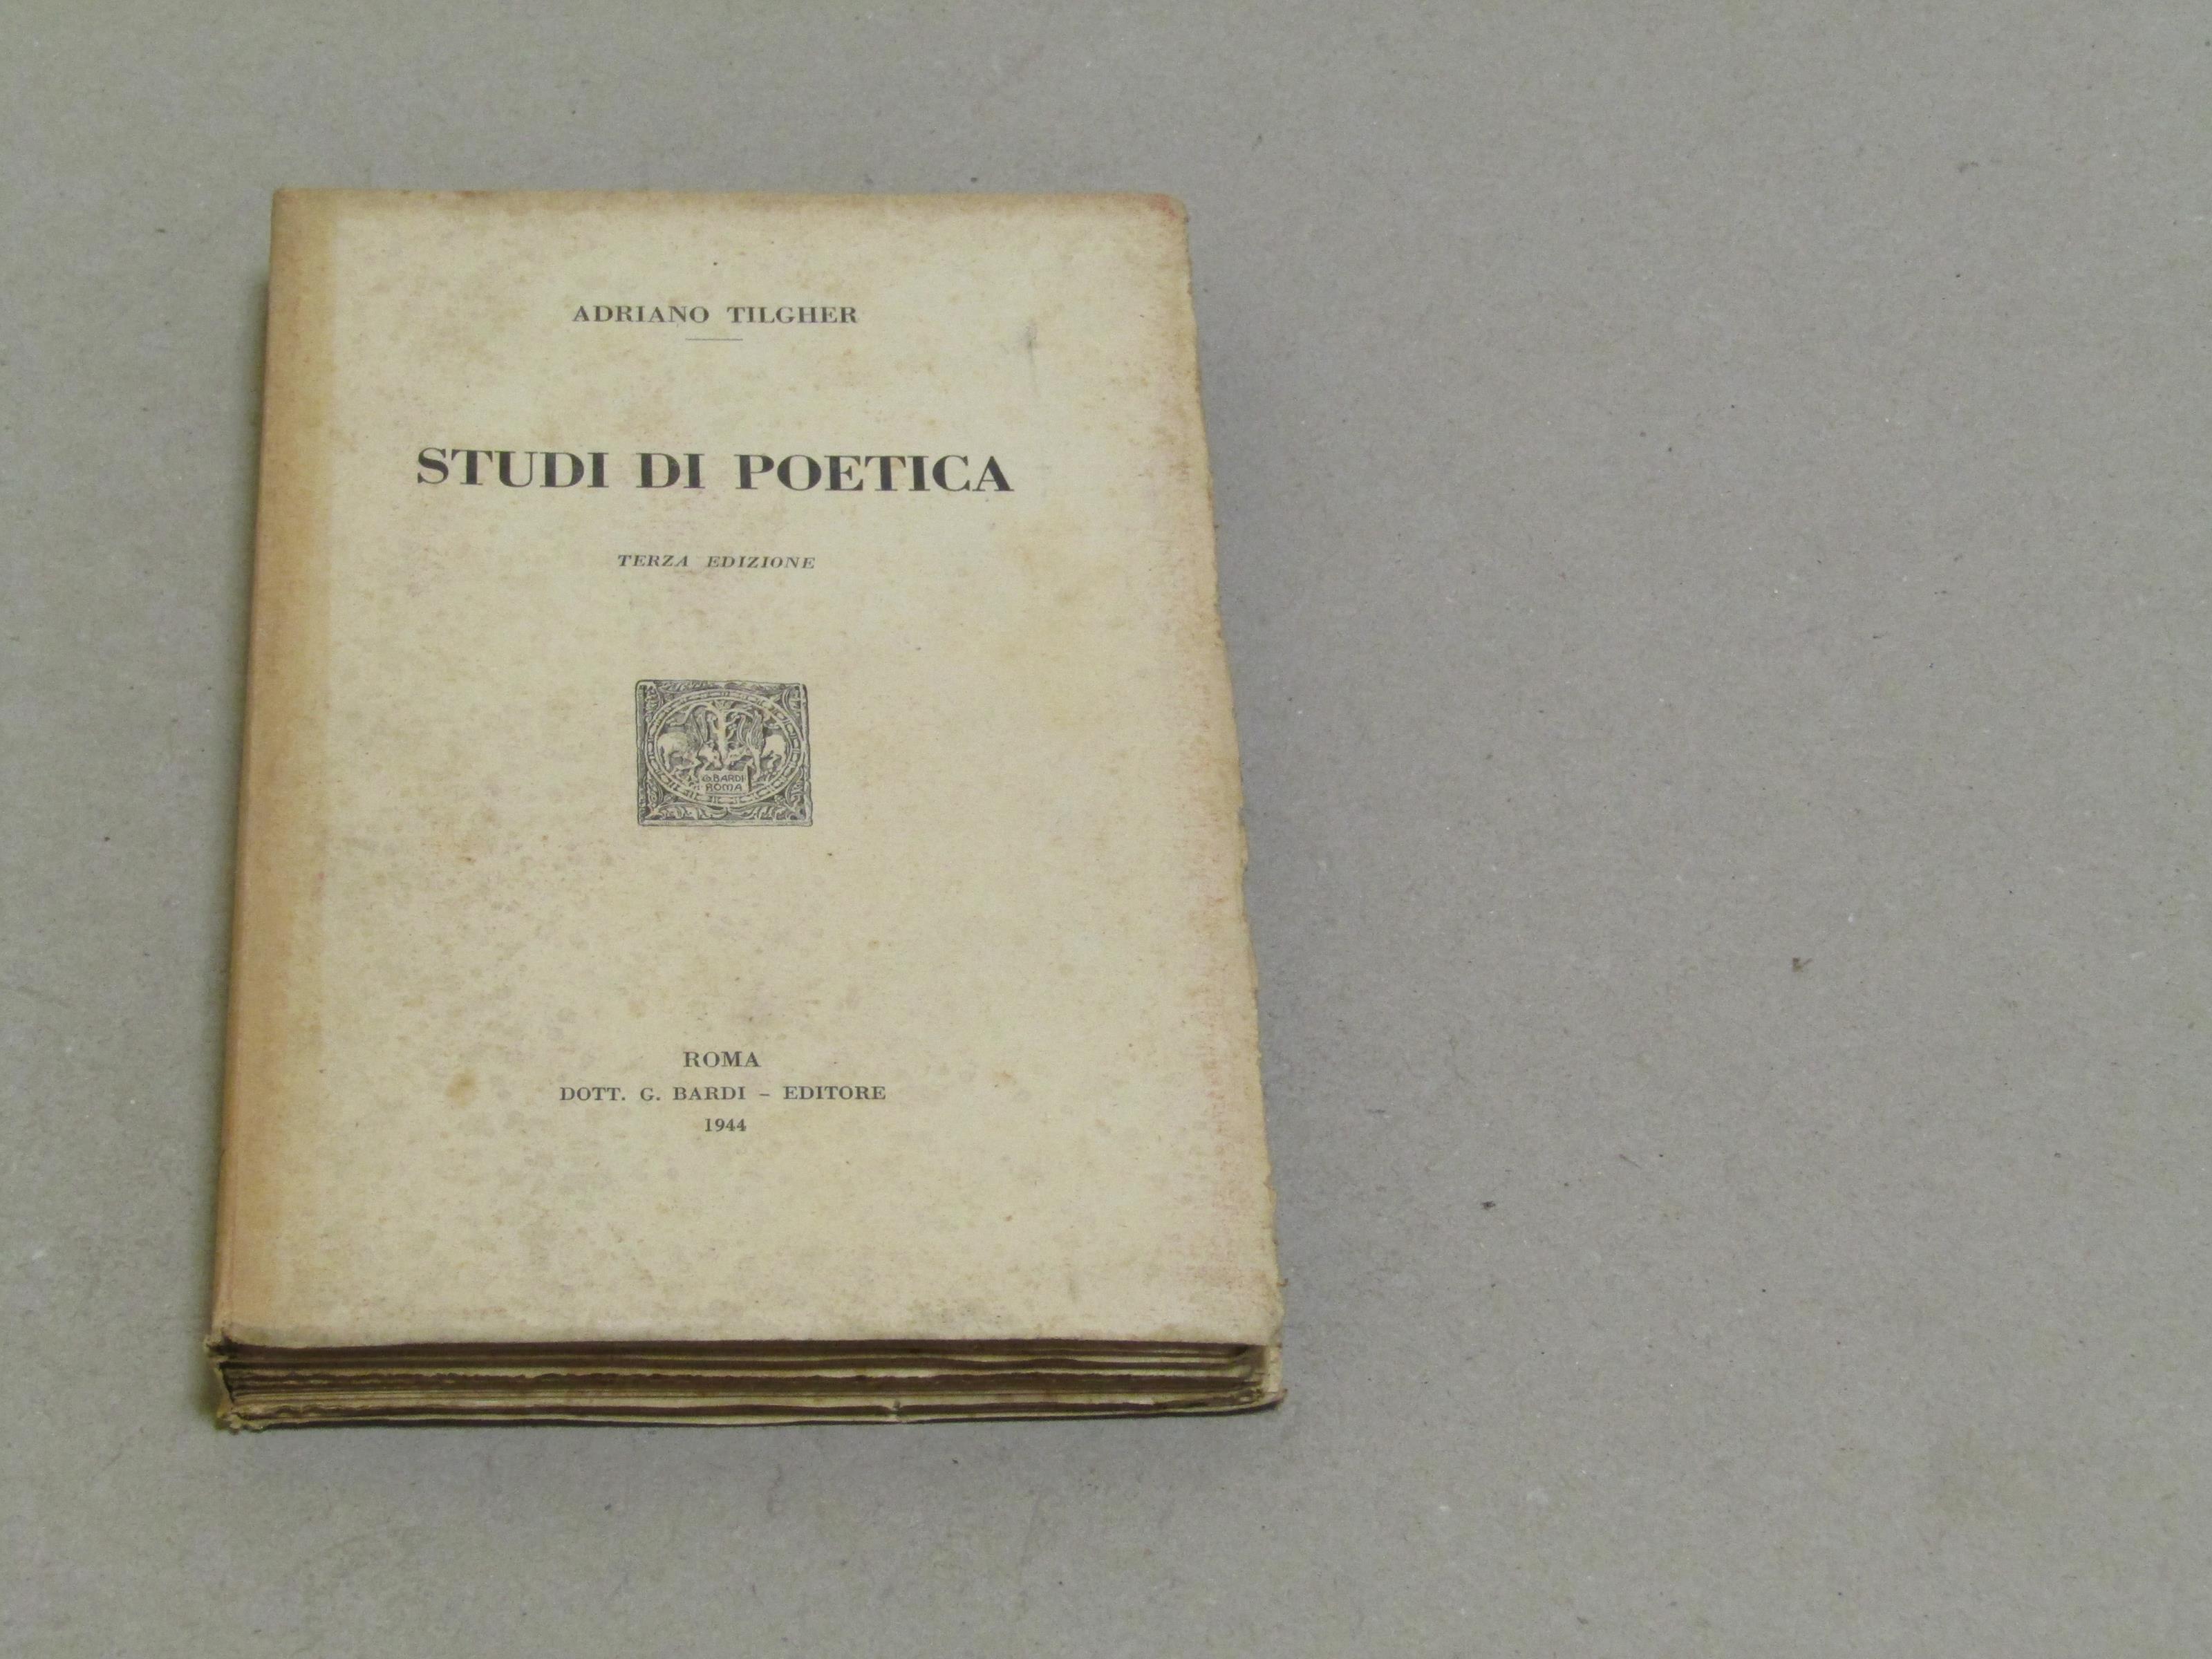 ADRIANO TILGHER
STUDI DI POETICA
TERZA EDIZIONE
G. BARDI
ROMA
ROMA
DOTT. G. BARDI – EDITORE
1944